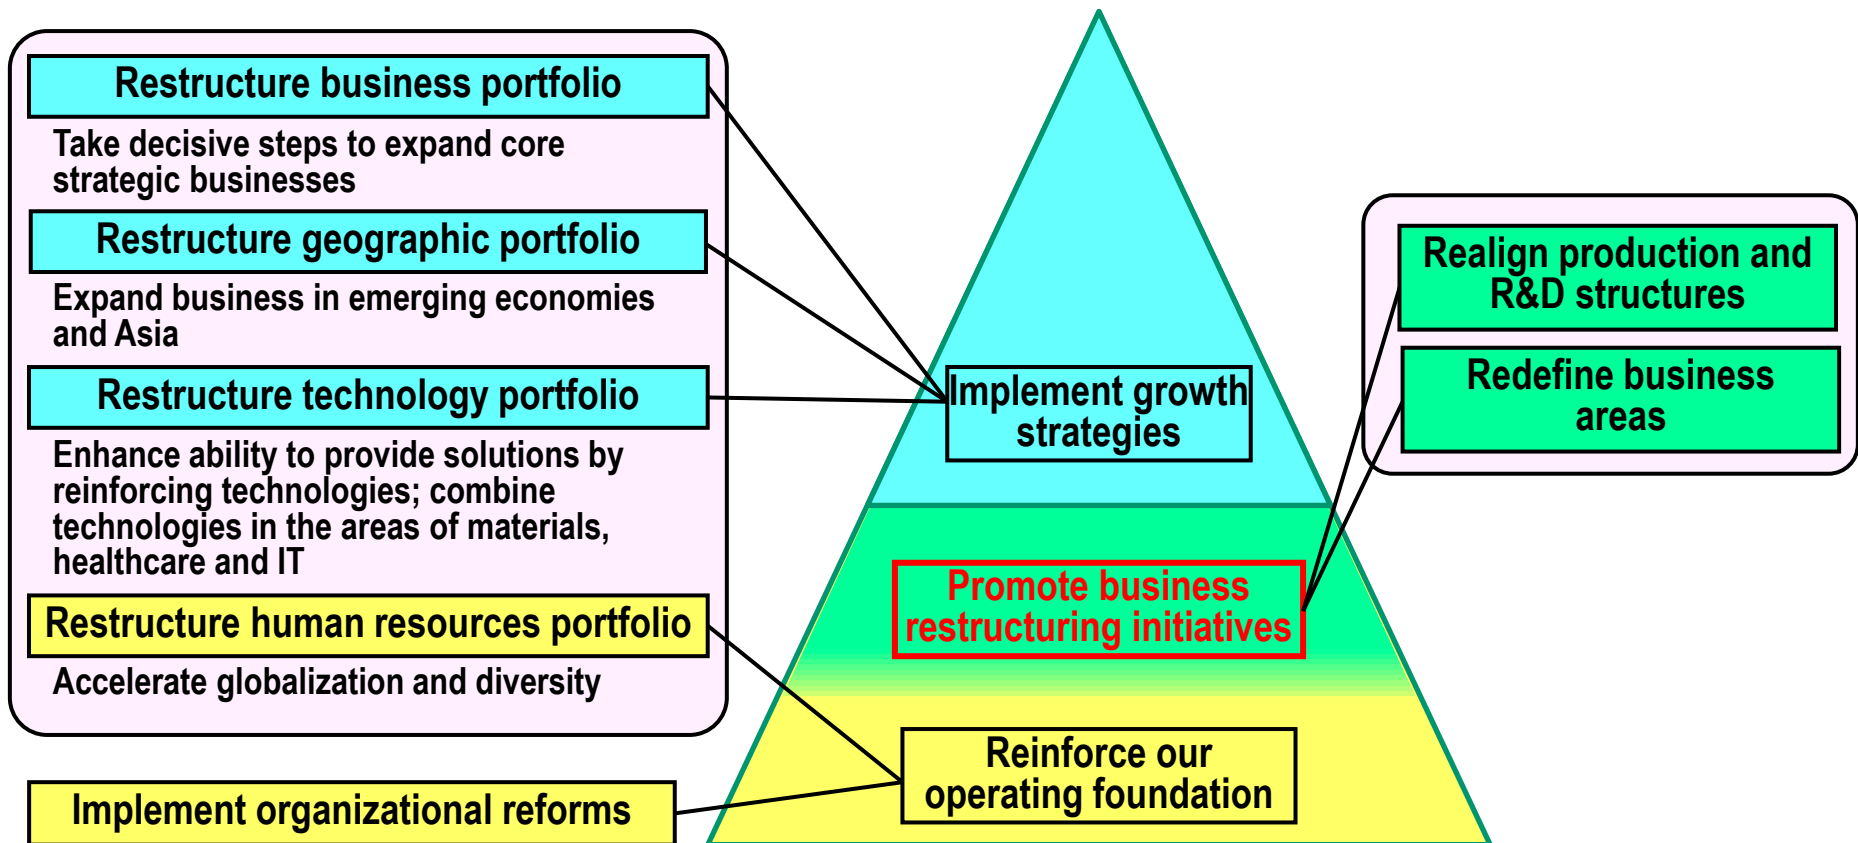 Restructure business portfolio
Take decisive steps to expand core
strategic businesses
Restructure geographic portfolio
Expand business in emerging economies
and Asia
Restructure technology portfolio
Enhance ability to provide solutions by
reinforcing technologies; combine
technologies in the areas of materials,
healthcare and IT
Restructure human resources portfolio
Accelerate globalization and diversity
Implement organizational reforms
Implement growth
strategies
Promote business
restructuring initiatives
Reinforce our
operating foundation
Realign production and
R&D structures
Redefine business
areas